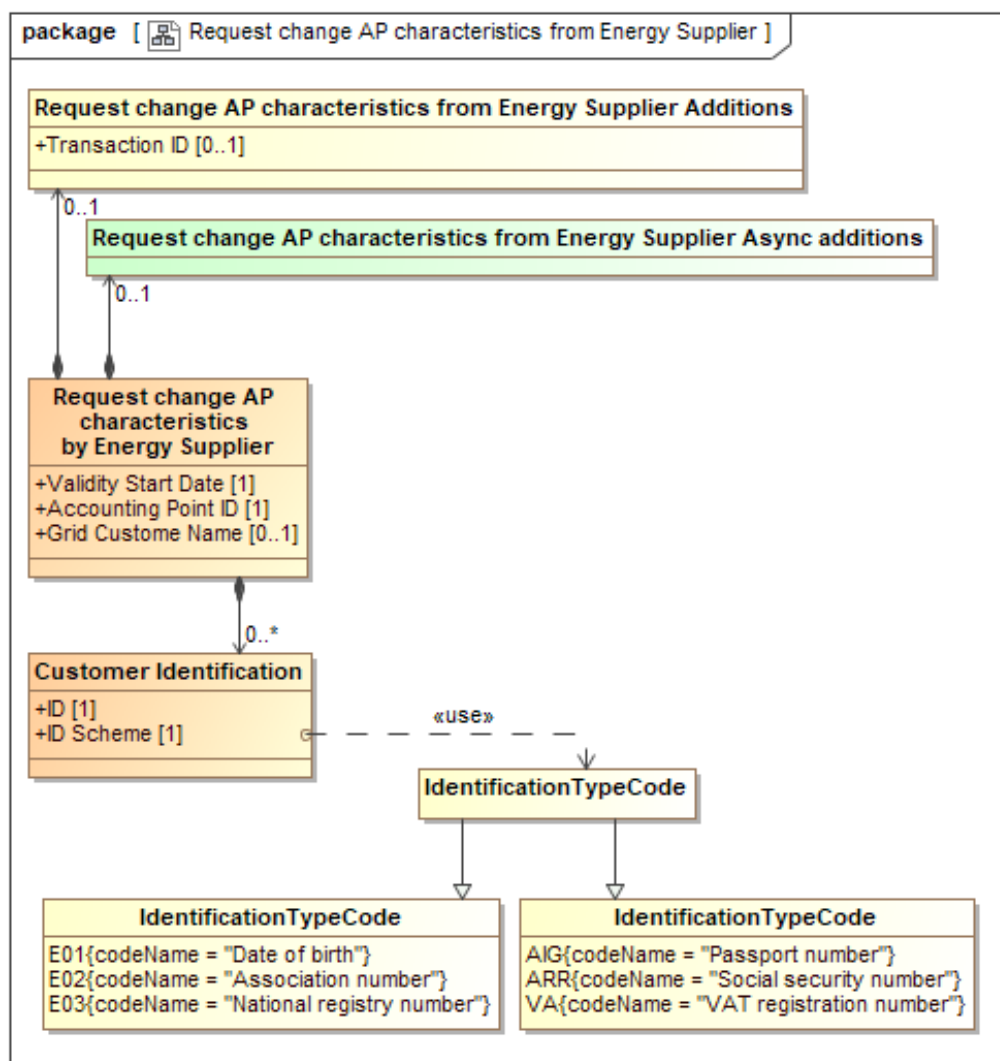 package [ Request change AP characteristics from Energy Supplier ]
Request change AP characteristics from Energy Supplier Additions
+Transaction ID [0..1]
0..1
Request change AP characteristics from Energy Supplier Async additions
0..1
Request change AP
characteristics
by Energy Supplier
+Validity Start Date [1]
+Accounting Point ID [1]
+Grid Custome Name [0..1]
0..*
Customer Identification
+ID [1]
+ID Scheme [1]
«use»
IdentificationTypeCode
IdentificationTypeCode
E01{codeName = "Date of birth"}
E02{codeName = "Association number"}
E03{codeName = "National registry number"}
IdentificationTypeCode
AIG{codeName = "Passport number"}
ARR{codeName = "Social security number"}
VA{codeName = "VAT registration number"}